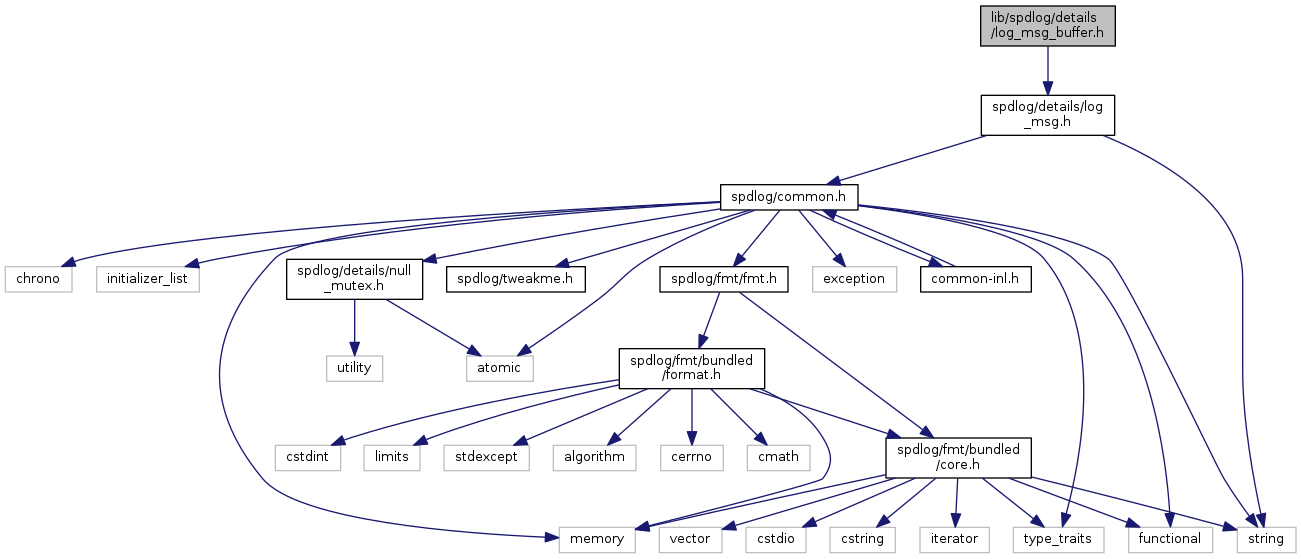 lib/spdlog/details
/log_msg_buffer.h
spdlog/details/log
_msg.h
spdlog/common.h
chrono
initializer_list
spdlog/details/null
_mutex.h
spdlog/tweakme.h
spdlog/fmt/fmt.h
exception
common-inl.h
utility
atomic
spdlog/fmt/bundled
/format.h
cstdint
limits
stdexcept
algorithm
cerrno
cmath
spdlog/fmt/bundled
/core.h
memory
vector
cstdio
cstring
iterator
type_traits
functional
string